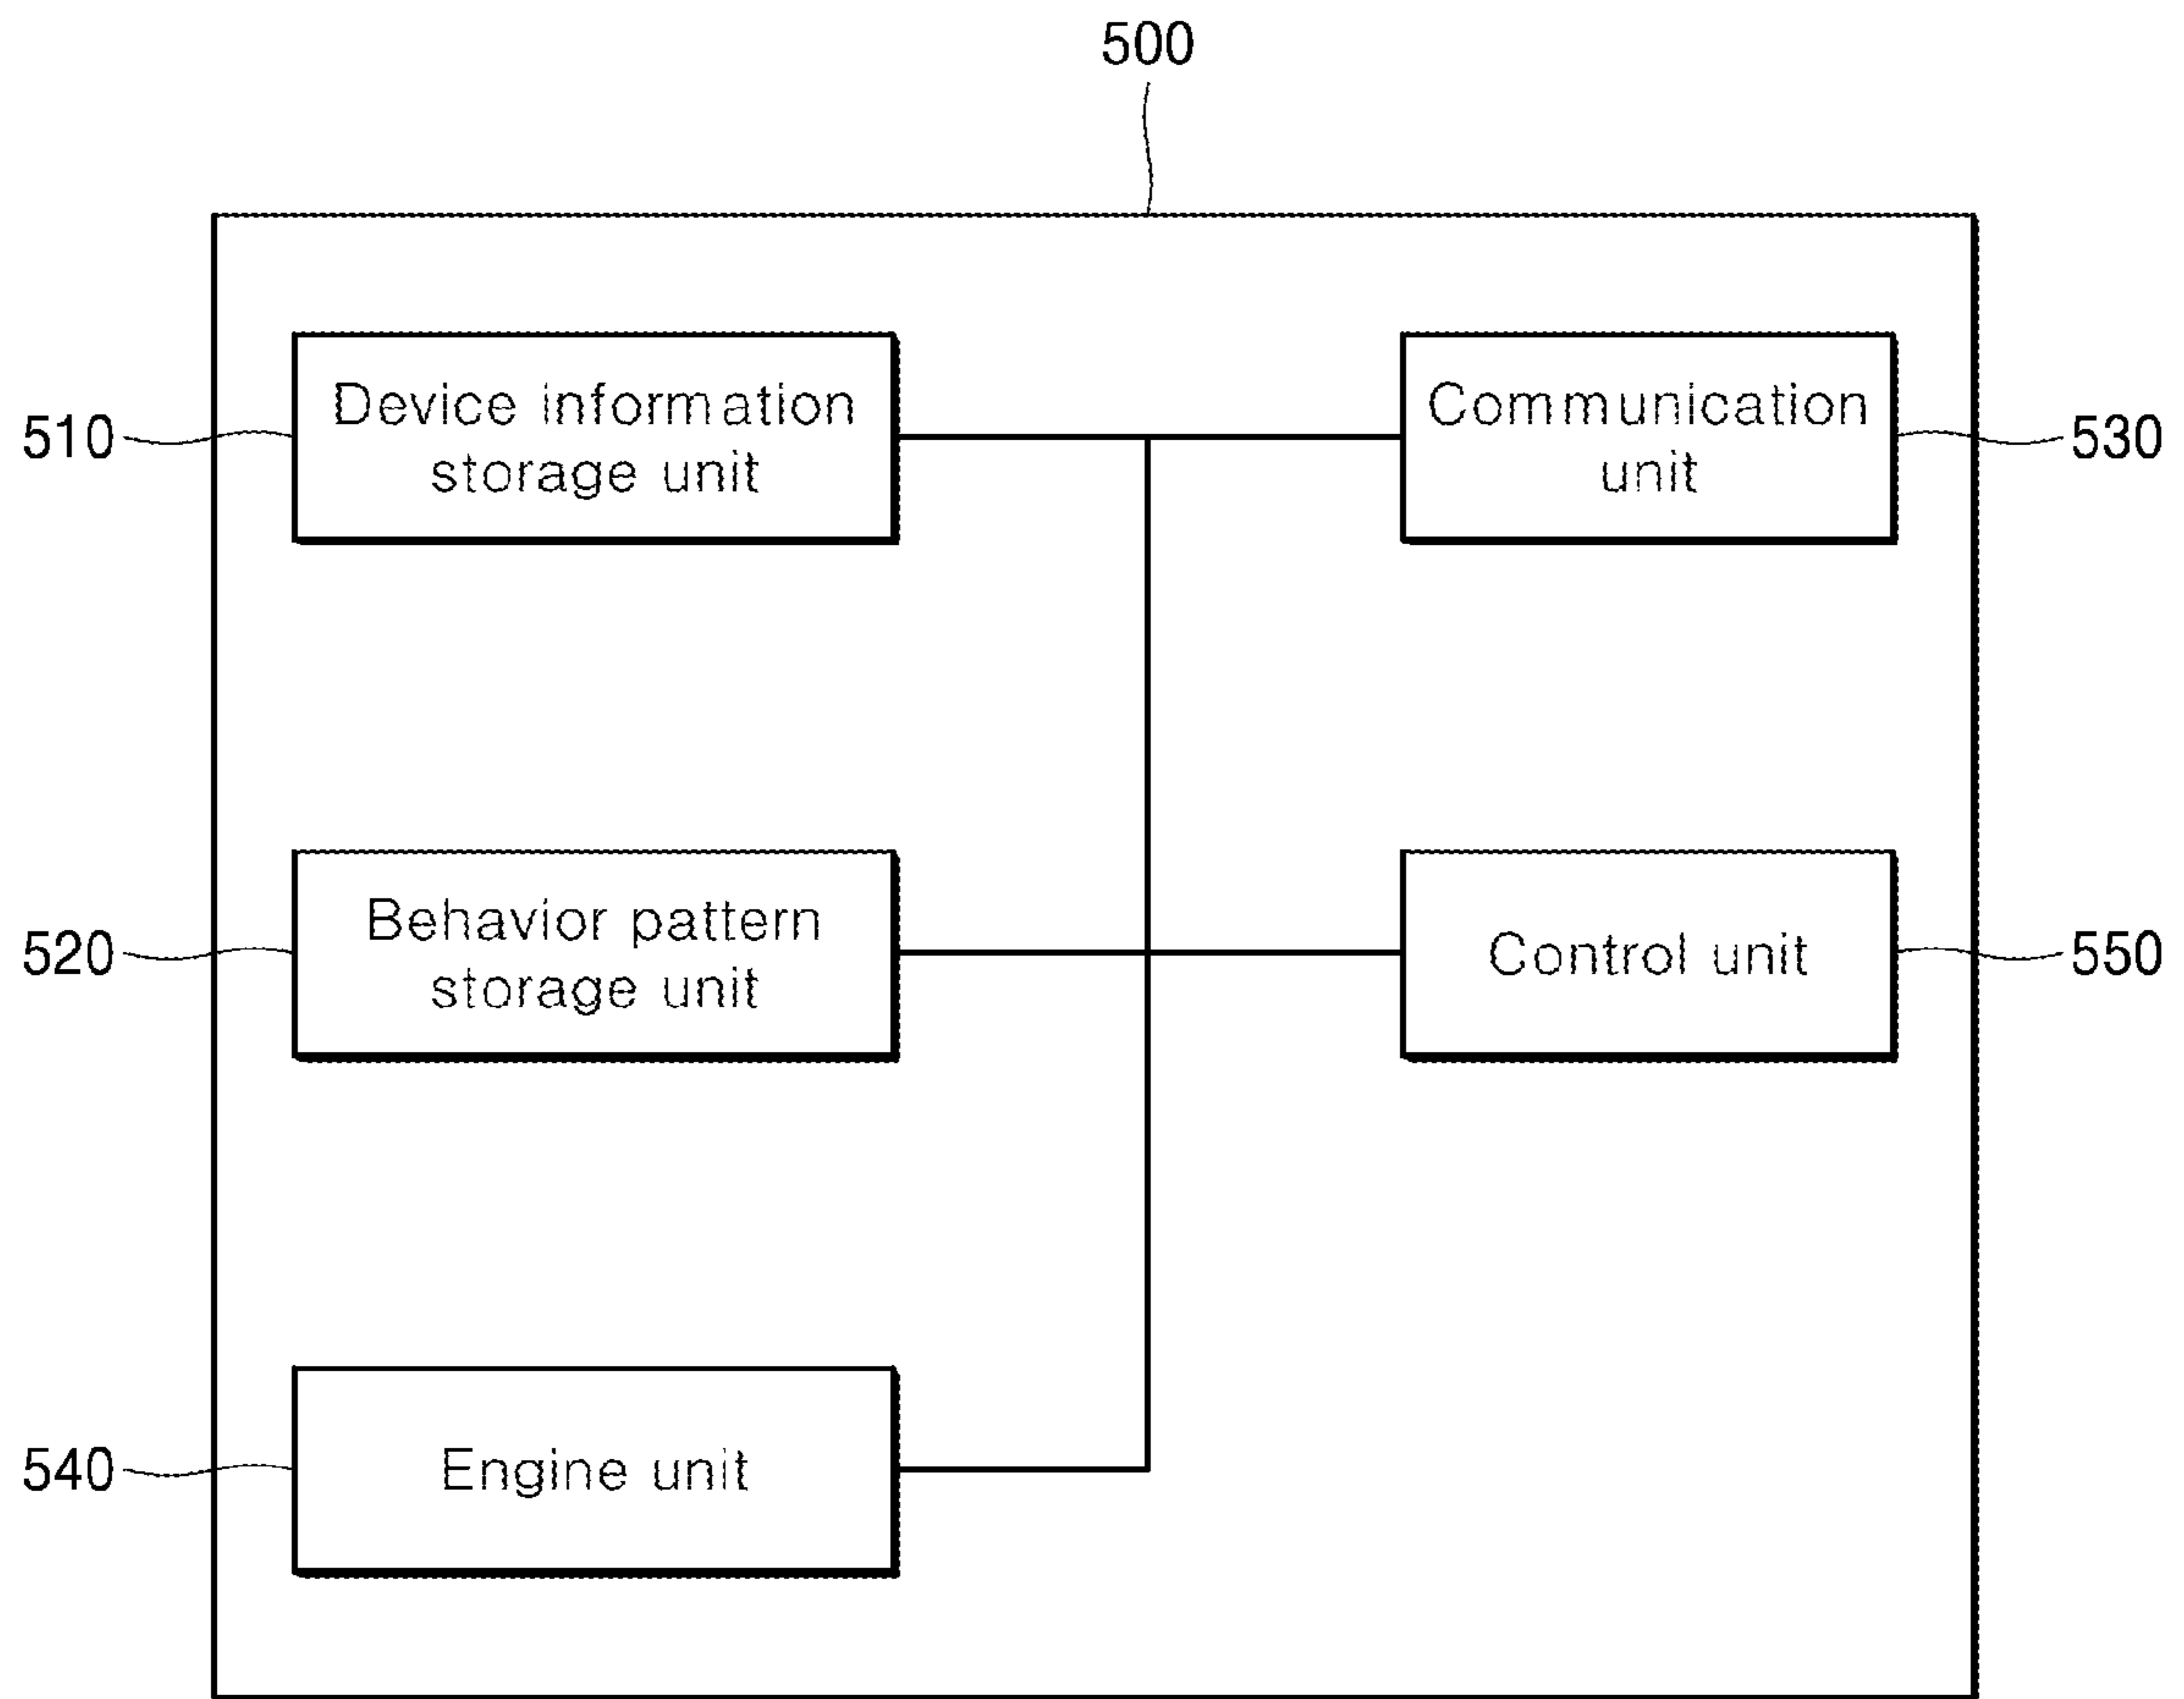 500
510
Device information
storage unit
Communication
unit
530
520
Behavior pattern
storage unit
Control unit
550
540
Engine unit